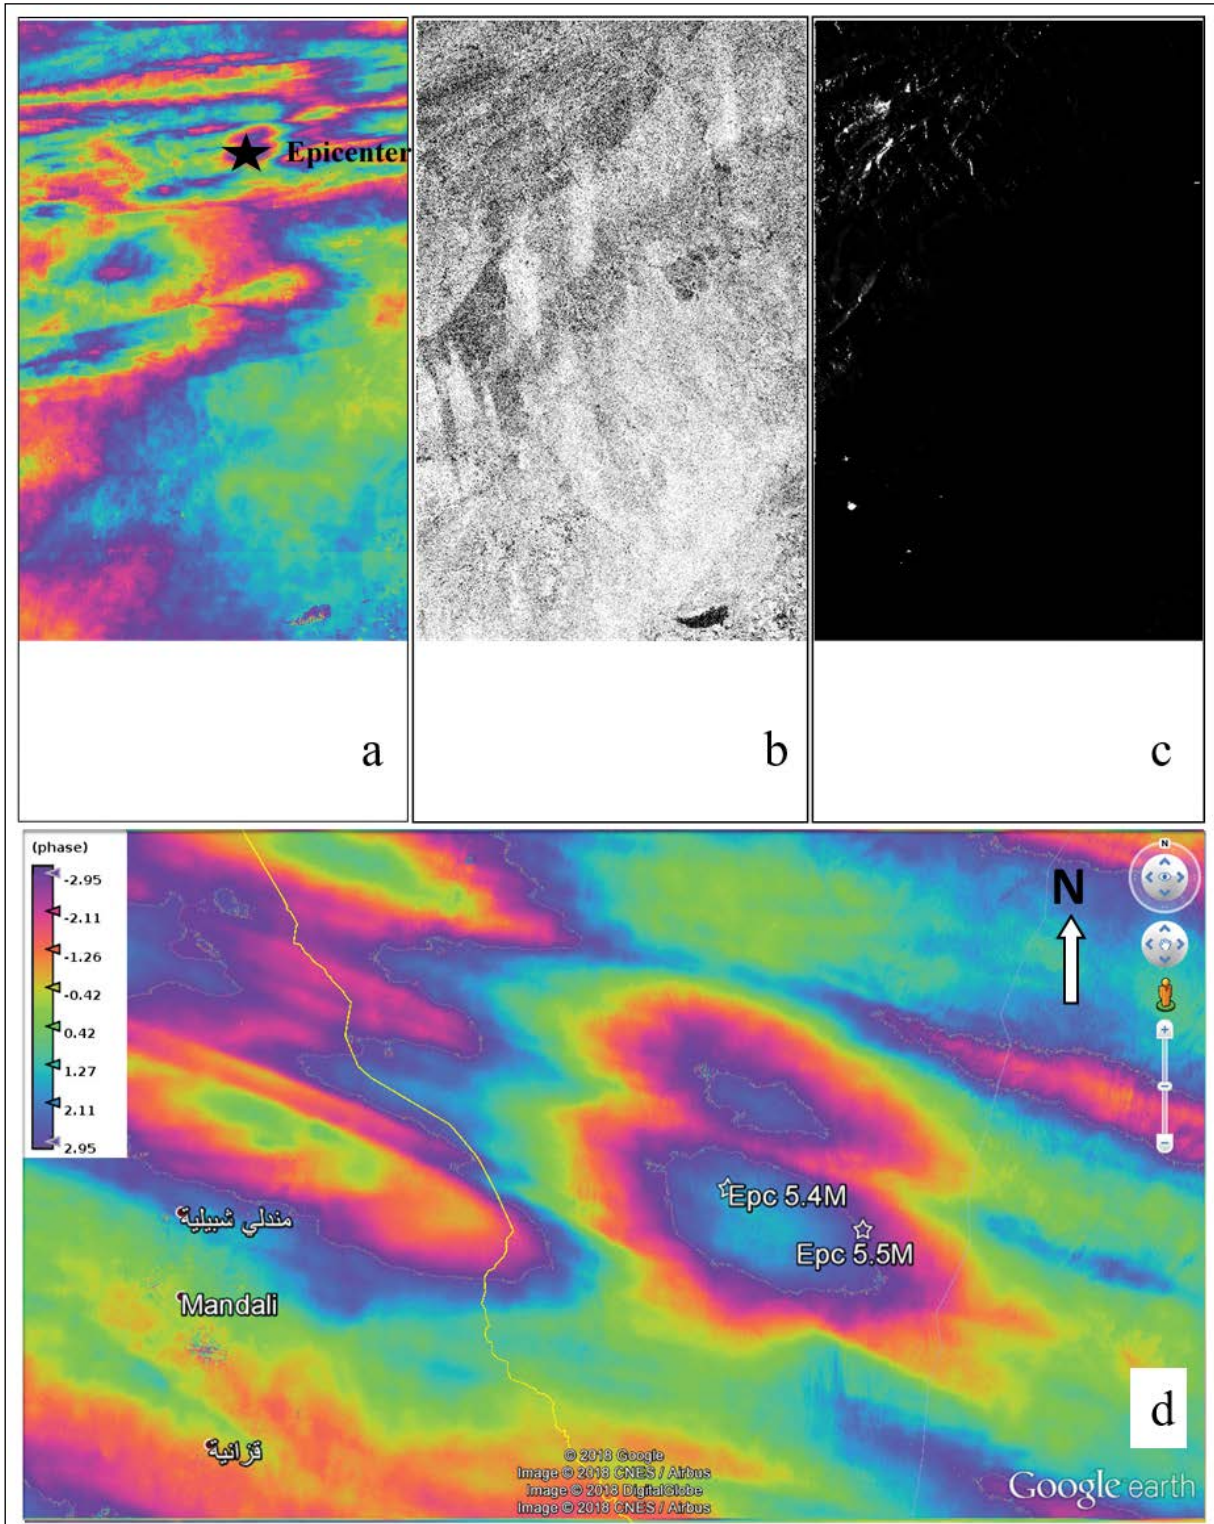 Epicenter
a
b
c
(phase)
-2.95
-2.11
-1.26
-0.42
0.42
1.27
2.11
2.95
N
N
Epc 5.4M
Epc 5.5M
مندلي شبيلية
Mandali
قزانية
d
© 2018 Google
Image © 2018 CNES / Airbus
Image © 2018 DigitalGlobe
Image © 2018 CNES / Airbus
Google earth